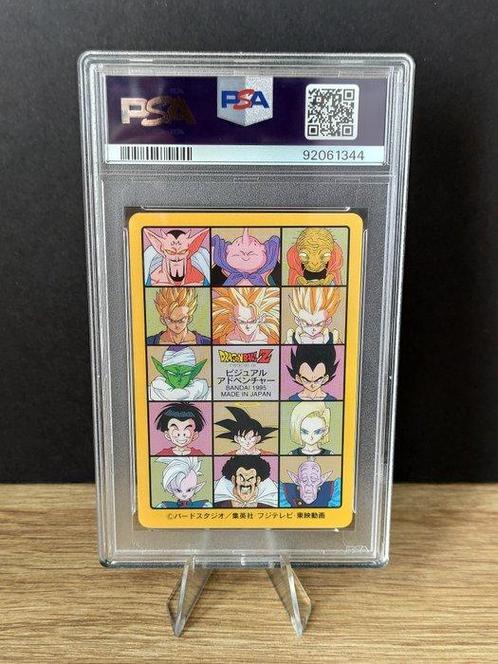 PSA
PSA
92061344
DRAGONBALL Z
ビジュアル
アドベンチャー
BANDAI 1995
MADE IN JAPAN
©バードスタジオ/集英社・フジテレビ・東映動画
PSA